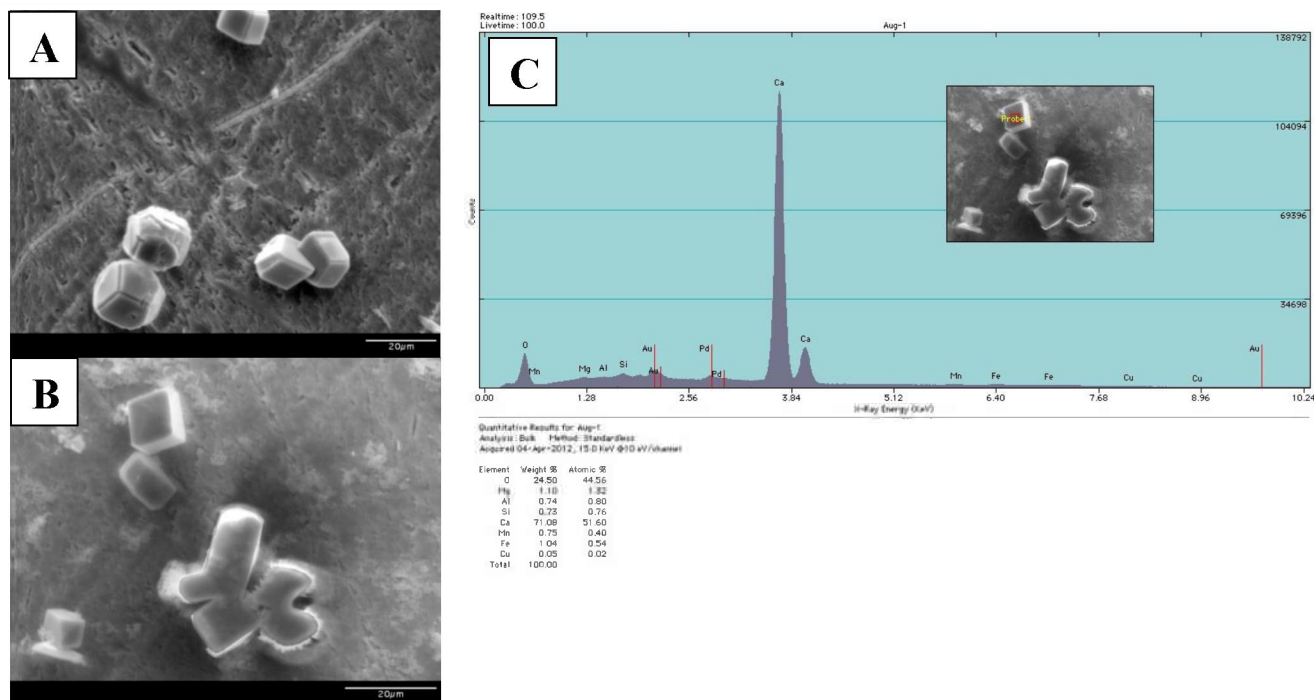 A
20µm
B
20µm
C
Realtime: 109.5
Livetime: 100.0
Aug-1
138792
104094
69396
34698
Counts
Ca
Ca
O
Mn
Mg
Al
Si
Au
Au
Pd
Pd
Mn
Fe
Fe
Cu
Cu
Au
Probe
0.00 1.28 2.56 3.84 5.12 6.40 7.68 8.96 10.24
X-Ray Energy (KeV)
Quantitative Results for Aug-1
Analysis: Bulk Method: Standardless
Acquired 04-Apr-2012, 15.0 KeV @10 eV/channel
Element Weight % Atomic %
O 24.50 44.56
Mg 1.10 1.32
Al 0.74 0.80
Si 0.73 0.76
Ca 71.08 51.60
Mn 0.75 0.40
Fe 1.04 0.54
Cu 0.05 0.02
Total 100.00